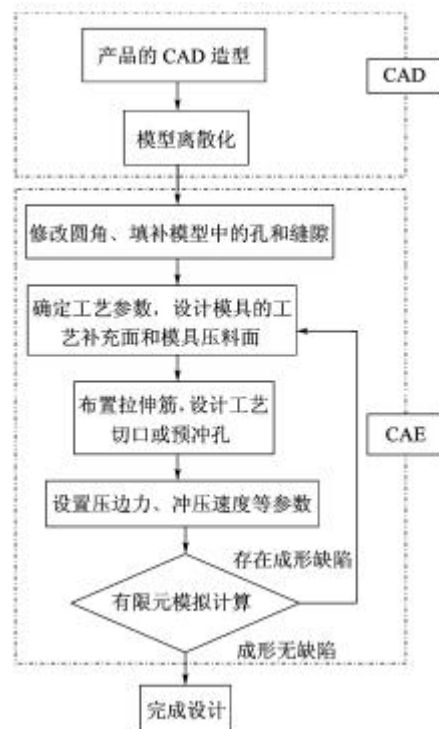 产品的 CAD 造型
CAD
模型离散化
修改圆角、填补模型中的孔和缝隙
确定工艺参数，设计模具的工
艺补充面和模具压料面
布置拉伸筋，设计工艺
切口或预冲孔
CAE
设置压边力、冲压速度等参数
存在成形缺陷
有限元模拟计算
成形无缺陷
完成设计